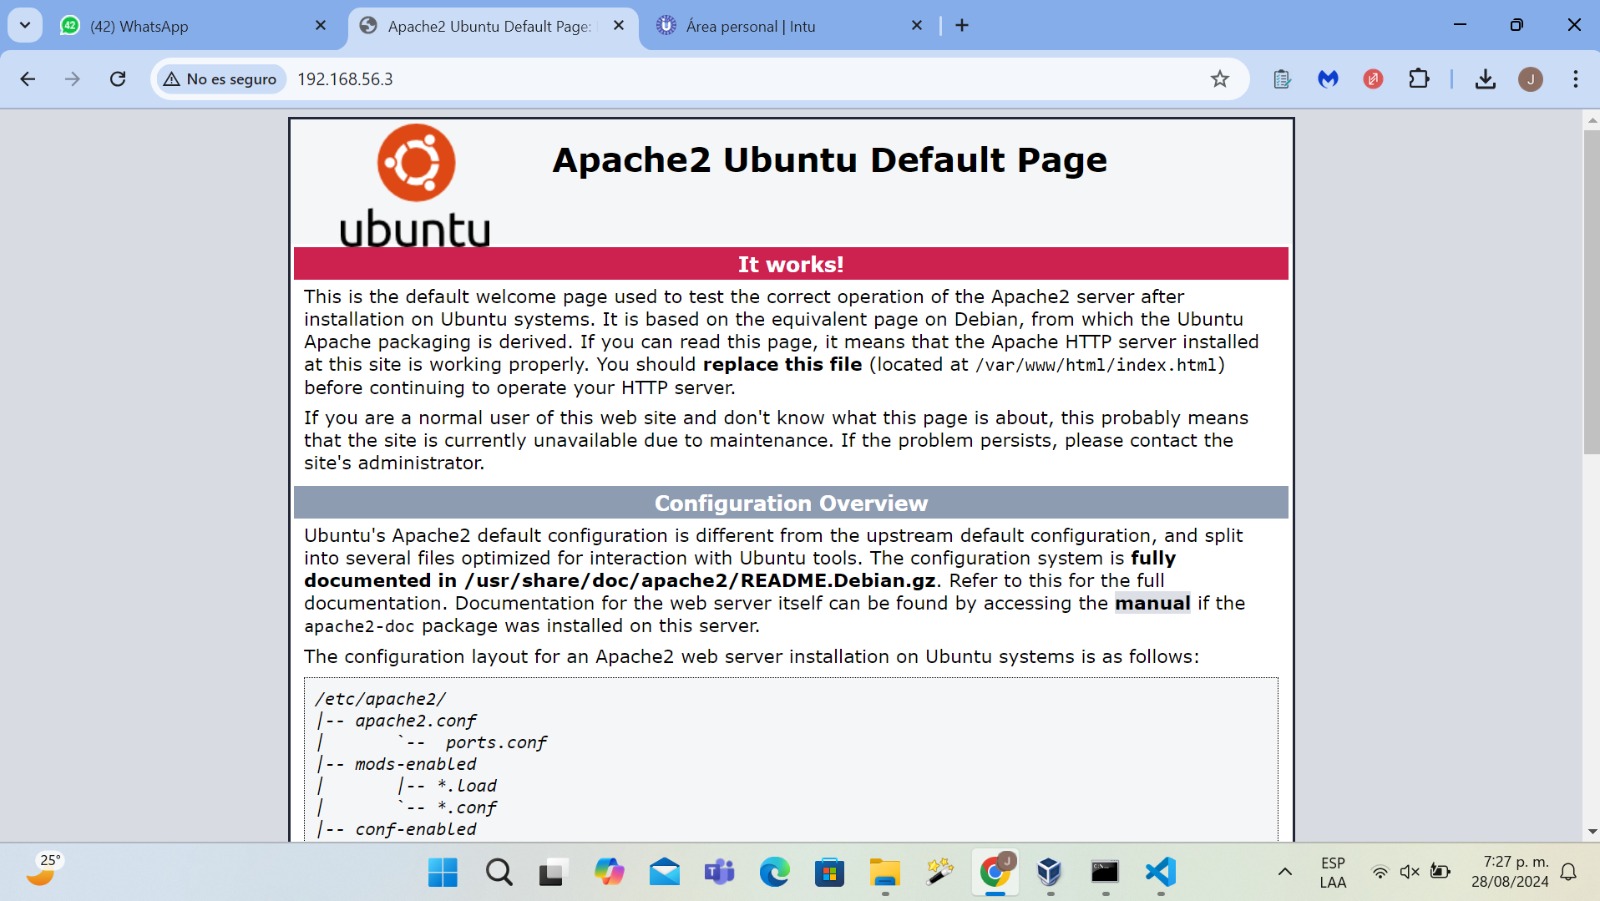 42
(42) WhatsApp
Apache2 Ubuntu Default Page:
Área personal | Intu
No es seguro
192.168.56.3
J
ubuntu
Apache2 Ubuntu Default Page
It works!
This is the default welcome page used to test the correct operation of the Apache2 server after
installation on Ubuntu systems. It is based on the equivalent page on Debian, from which the Ubuntu
Apache packaging is derived. If you can read this page, it means that the Apache HTTP server installed
at this site is working properly. You should replace this file (located at /var/www/html/index.html)
before continuing to operate your HTTP server.
If you are a normal user of this web site and don't know what this page is about, this probably means
that the site is currently unavailable due to maintenance. If the problem persists, please contact the
site's administrator.
Configuration Overview
Ubuntu's Apache2 default configuration is different from the upstream default configuration, and split
into several files optimized for interaction with Ubuntu tools. The configuration system is fully
documented in /usr/share/doc/apache2/README.Debian.gz. Refer to this for the full
documentation. Documentation for the web server itself can be found by accessing the manual if the
apache2-doc package was installed on this server.
The configuration layout for an Apache2 web server installation on Ubuntu systems is as follows:
/etc/apache2/
|-- apache2.conf
|       `--  ports.conf
|-- mods-enabled
|       |-- *.load
|       `-- *.conf
|-- conf-enabled
25°
J
ESP
LAA
7:27 p. m.
28/08/2024